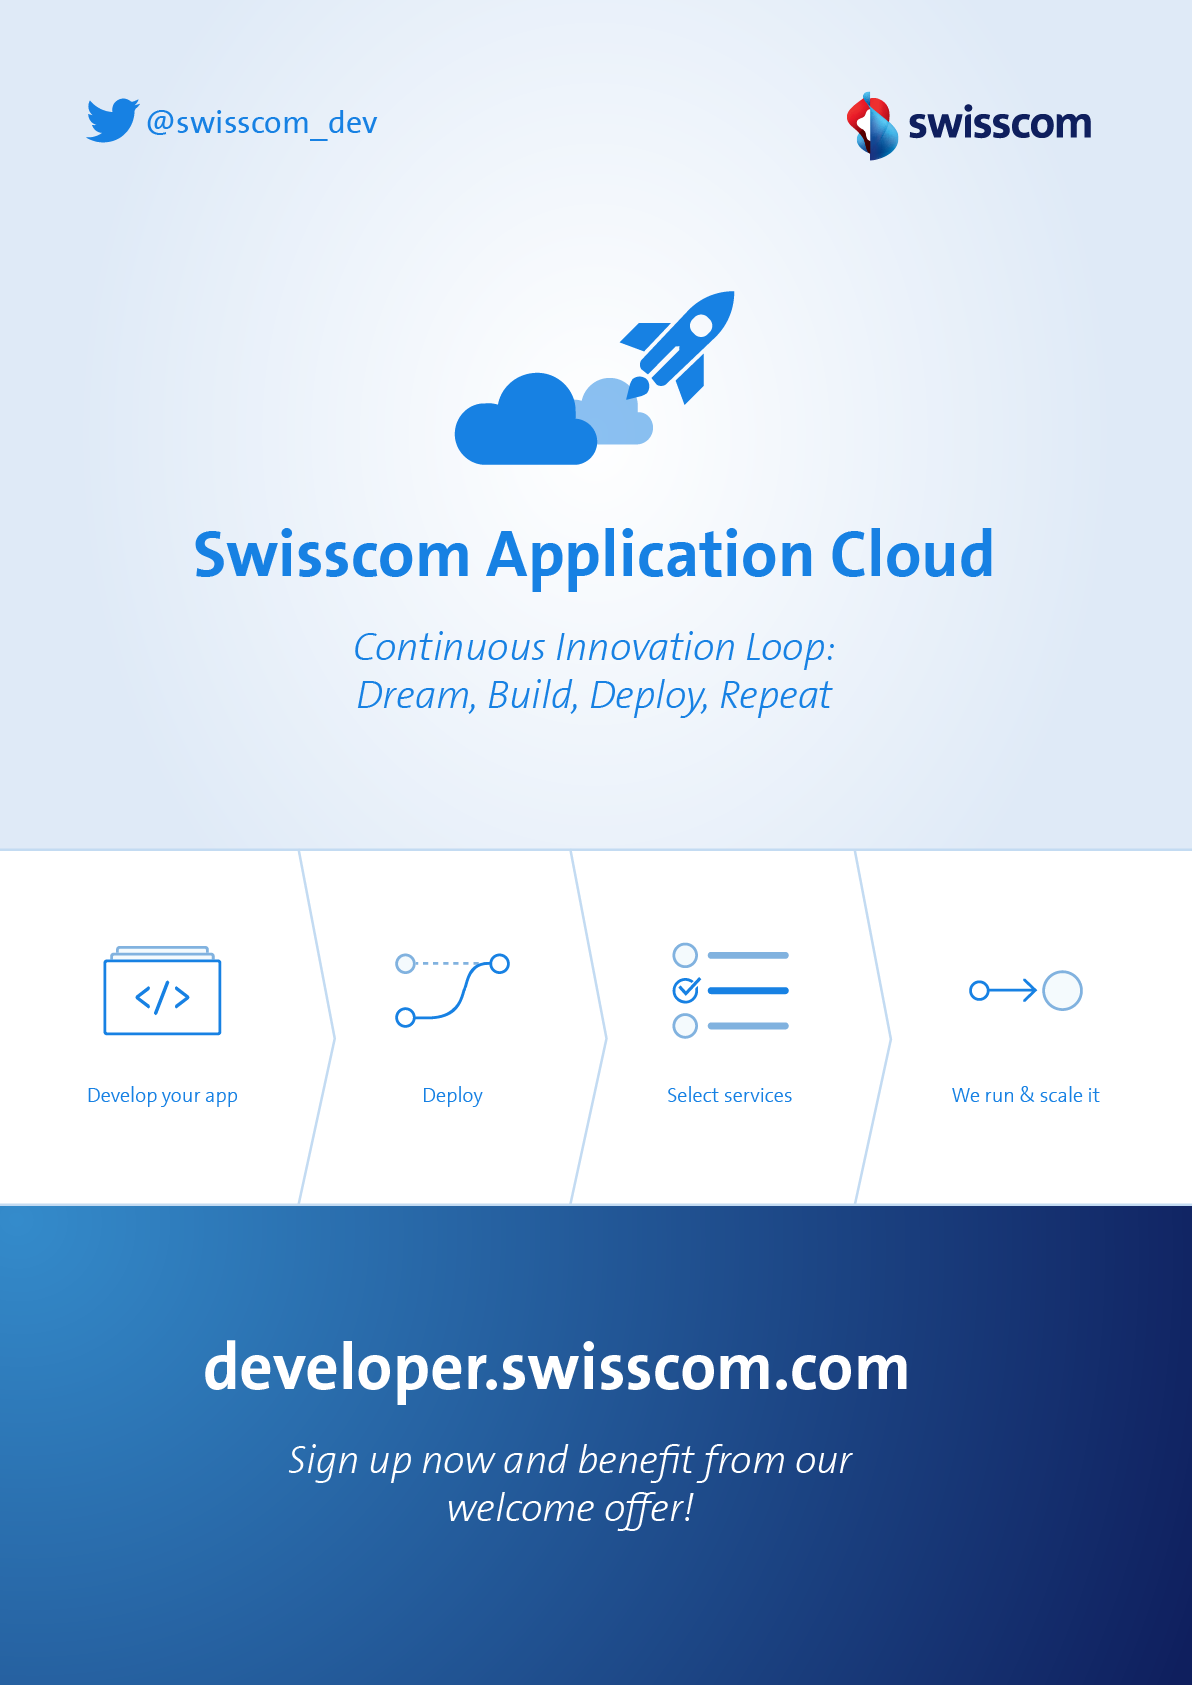 @swisscom_dev
swisscom
Swisscom Application Cloud
Continuous Innovation Loop:
Dream, Build, Deploy, Repeat
</>
Develop your app
Deploy
Select services
We run & scale it
developer.swisscom.com
Sign up now and benefit from our
welcome offer!